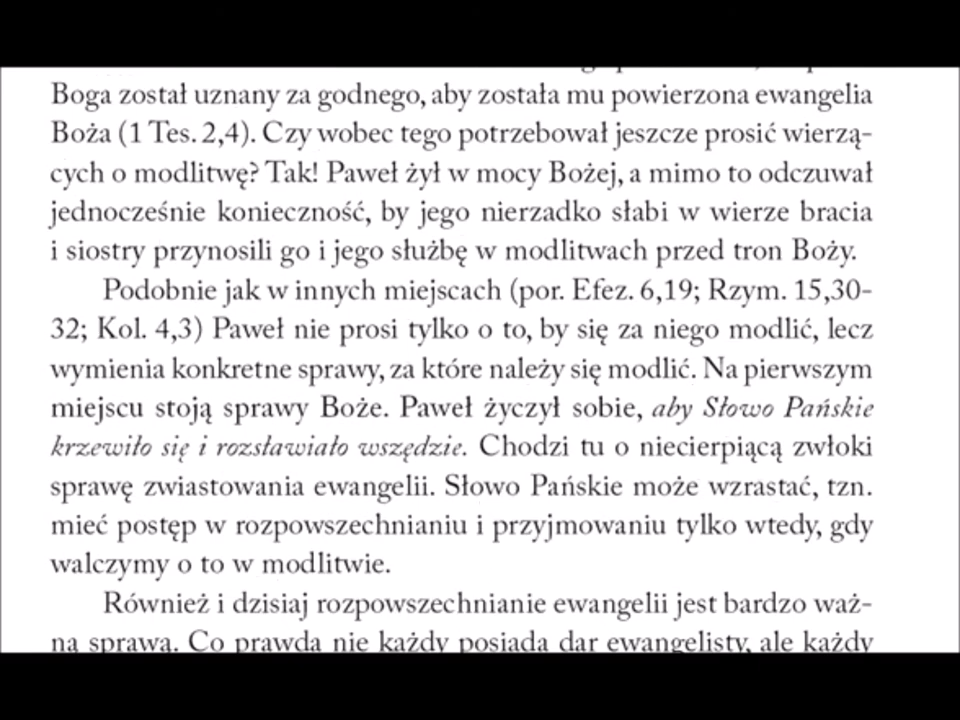 Boga został uznany za godnego, aby została mu powierzona ewangelia
Boża (1 Tes. 2,4). Czy wobec tego potrzebował jeszcze prosić wierzą-
cych o modlitwę? Tak! Paweł żył w mocy Bożej, a mimo to odczuwał
jednocześnie konieczność, by jego nierzadko słabi w wierze bracia
i siostry przynosili go i jego służbę w modlitwach przed tron Boży.
Podobnie jak w innych miejscach (por. Efez. 6,19; Rzym. 15,30-
32; Kol. 4,3) Paweł nie prosi tylko o to, by się za niego modlić, lecz
wymienia konkretne sprawy, za które należy się modlić. Na pierwszym
miejscu stoją sprawy Boże. Paweł życzył sobie, aby Słowo Pańskie
krzewiło się i rozsławiało wszędzie. Chodzi tu o niecierpiącą zwłoki
sprawę zwiastowania ewangelii. Słowo Pańskie może wzrastać, tzn.
mieć postęp w rozpowszechnianiu i przyjmowaniu tylko wtedy, gdy
walczymy o to w modlitwie.
Również i dzisiaj rozpowszechnianie ewangelii jest bardzo waż-
ną sprawą. Co prawda nie każdy posiada dar ewangelisty, ale każdy